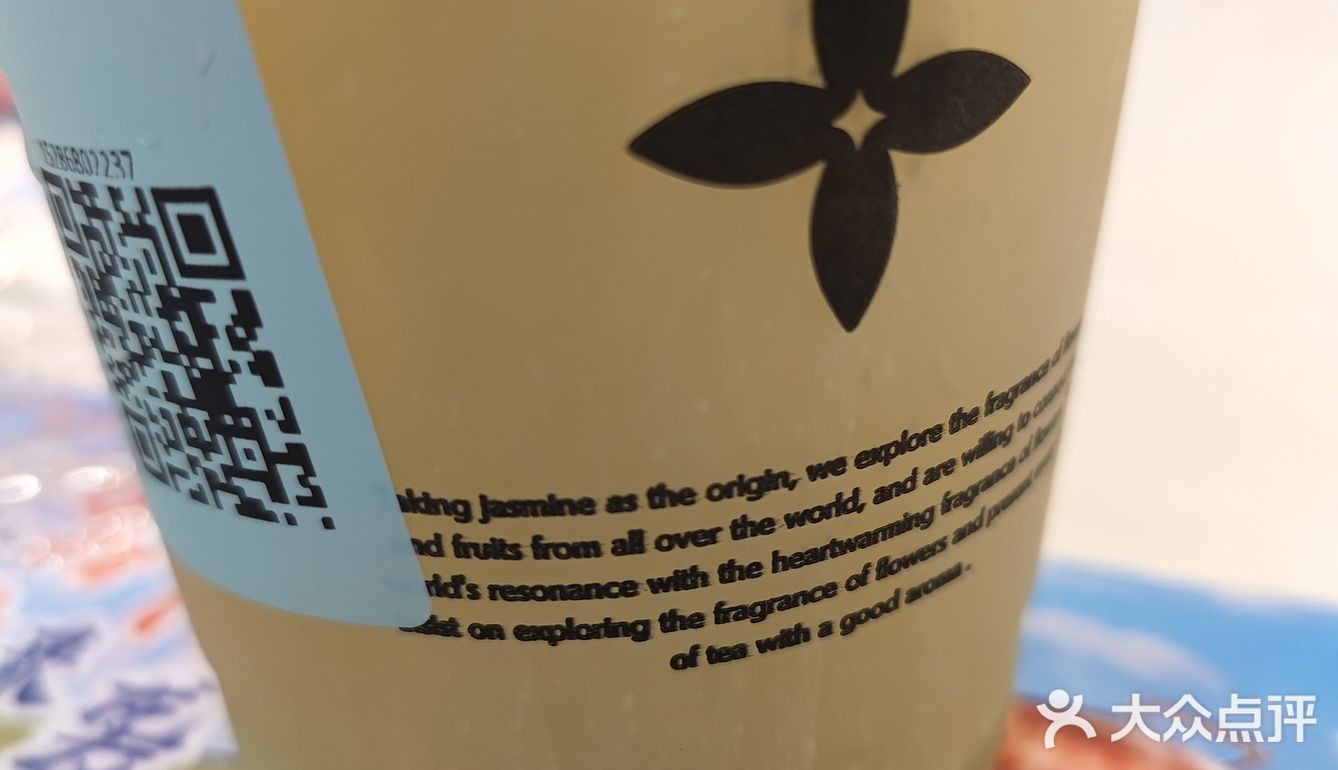 15286802237
aking jasmine as the origin, we explore the fragrance of
nd fruits from all over the world, and are willing to
rld's resonance with the heartwarming fragrance of
sist on exploring the fragrance of flowers and present
of tea with a good aroma.
大众点评